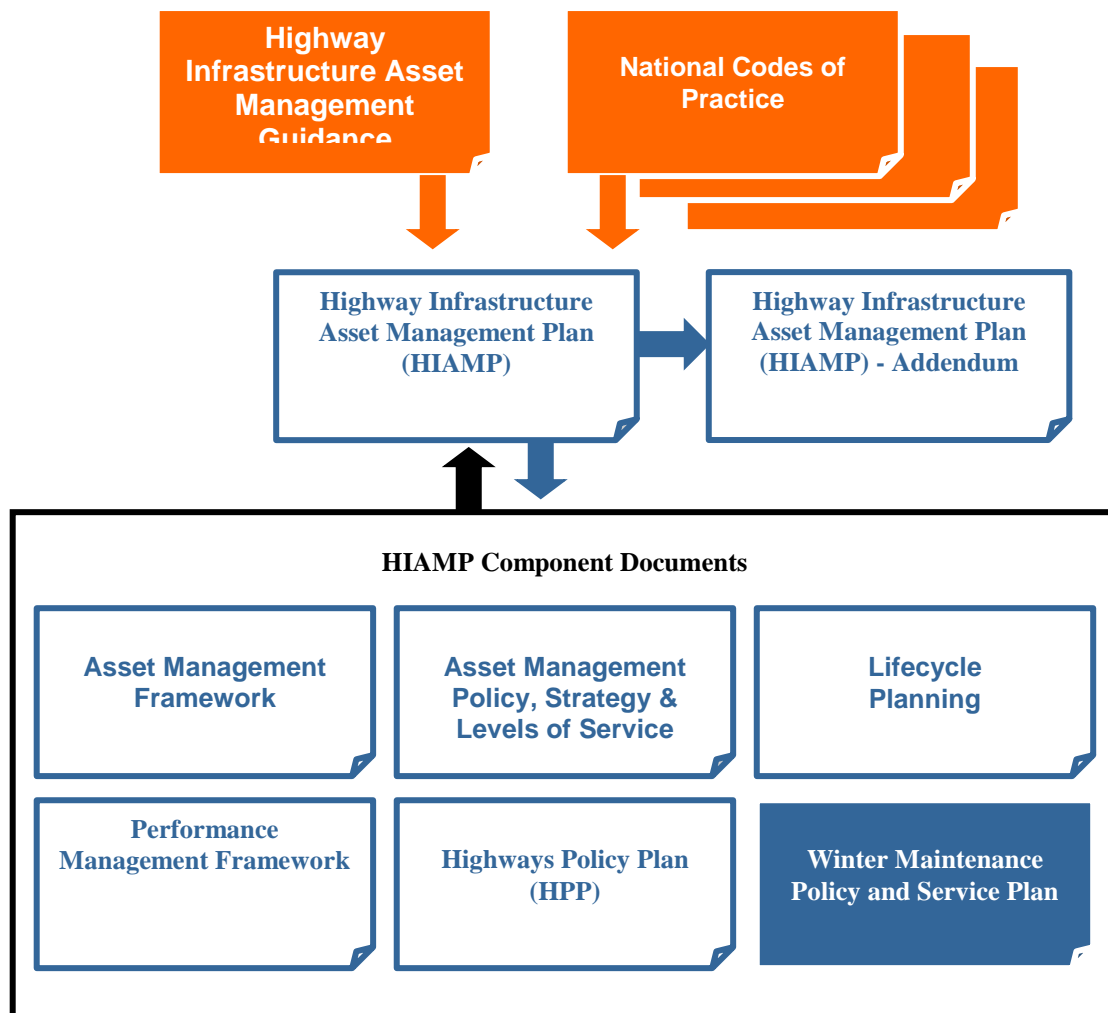 Highway
Infrastructure Asset
Management
Guidance
National Codes of
Practice
Highway Infrastructure
Asset Management Plan
(HIAMP)
Highway Infrastructure
Asset Management Plan
(HIAMP) - Addendum
HIAMP Component Documents
Asset Management
Framework
Asset Management
Policy, Strategy &
Levels of Service
Lifecycle
Planning
Performance
Management Framework
Highways Policy Plan
(HPP)
Winter Maintenance
Policy and Service Plan